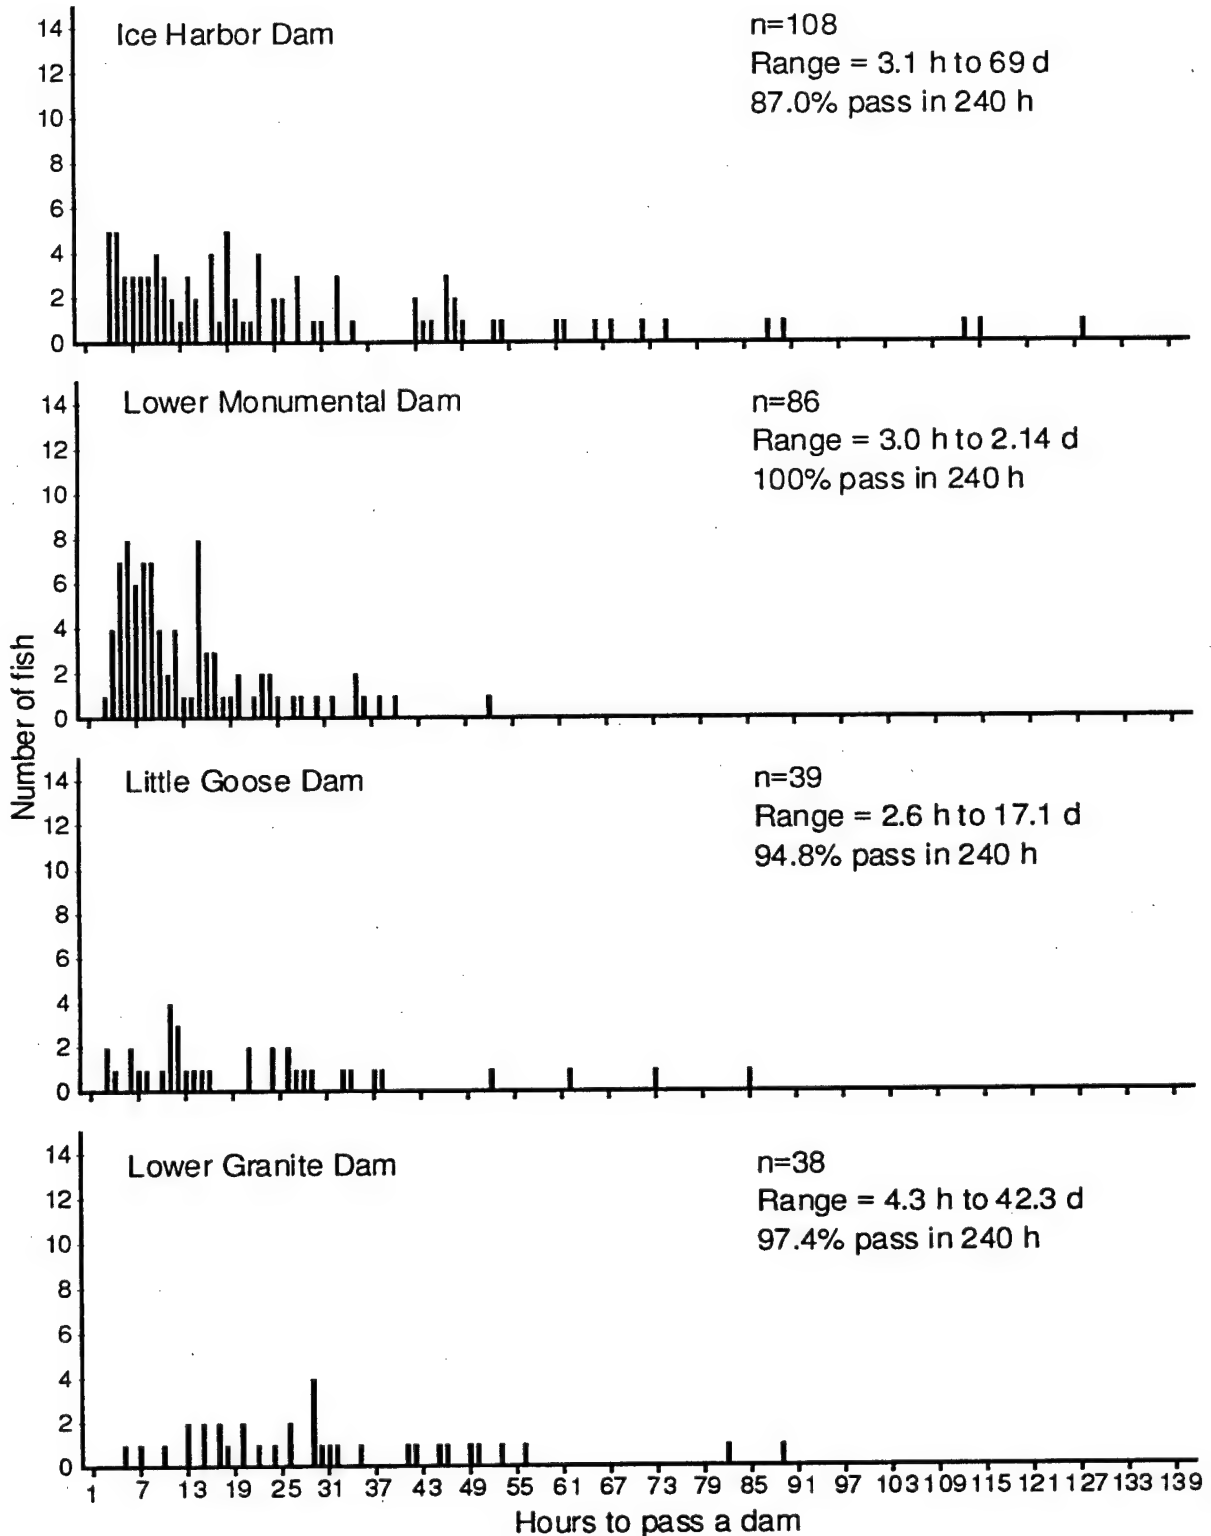 Ice Harbor Dam
n=108
Range = 3.1 h to 69 d
87.0% pass in 240 h
14
12
10
8
6
4
2
0
Lower Monumental Dam
n=86
Range = 3.0 h to 2.14 d
100% pass in 240 h
14
12
10
8
6
4
2
0
Number of fish
Little Goose Dam
n=39
Range = 2.6 h to 17.1 d
94.8% pass in 240 h
14
12
10
8
6
4
2
0
Lower Granite Dam
n=38
Range = 4.3 h to 42.3 d
97.4% pass in 240 h
14
12
10
8
6
4
2
0
1 7 13 19 25 31 37 43 49 55 61 67 73 79 85 91 97 103 109 115 121 127 133 139
Hours to pass a dam